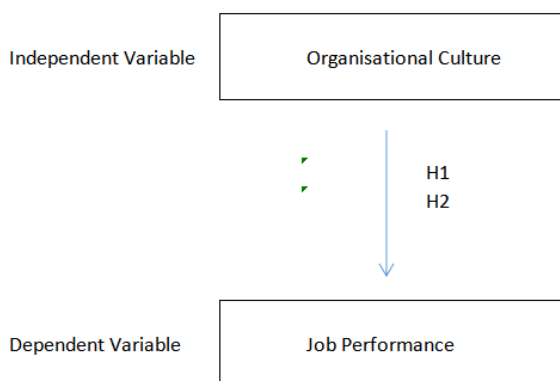 Independent Variable Organisational Culture
H1
H2
Dependent Variable Job Performance